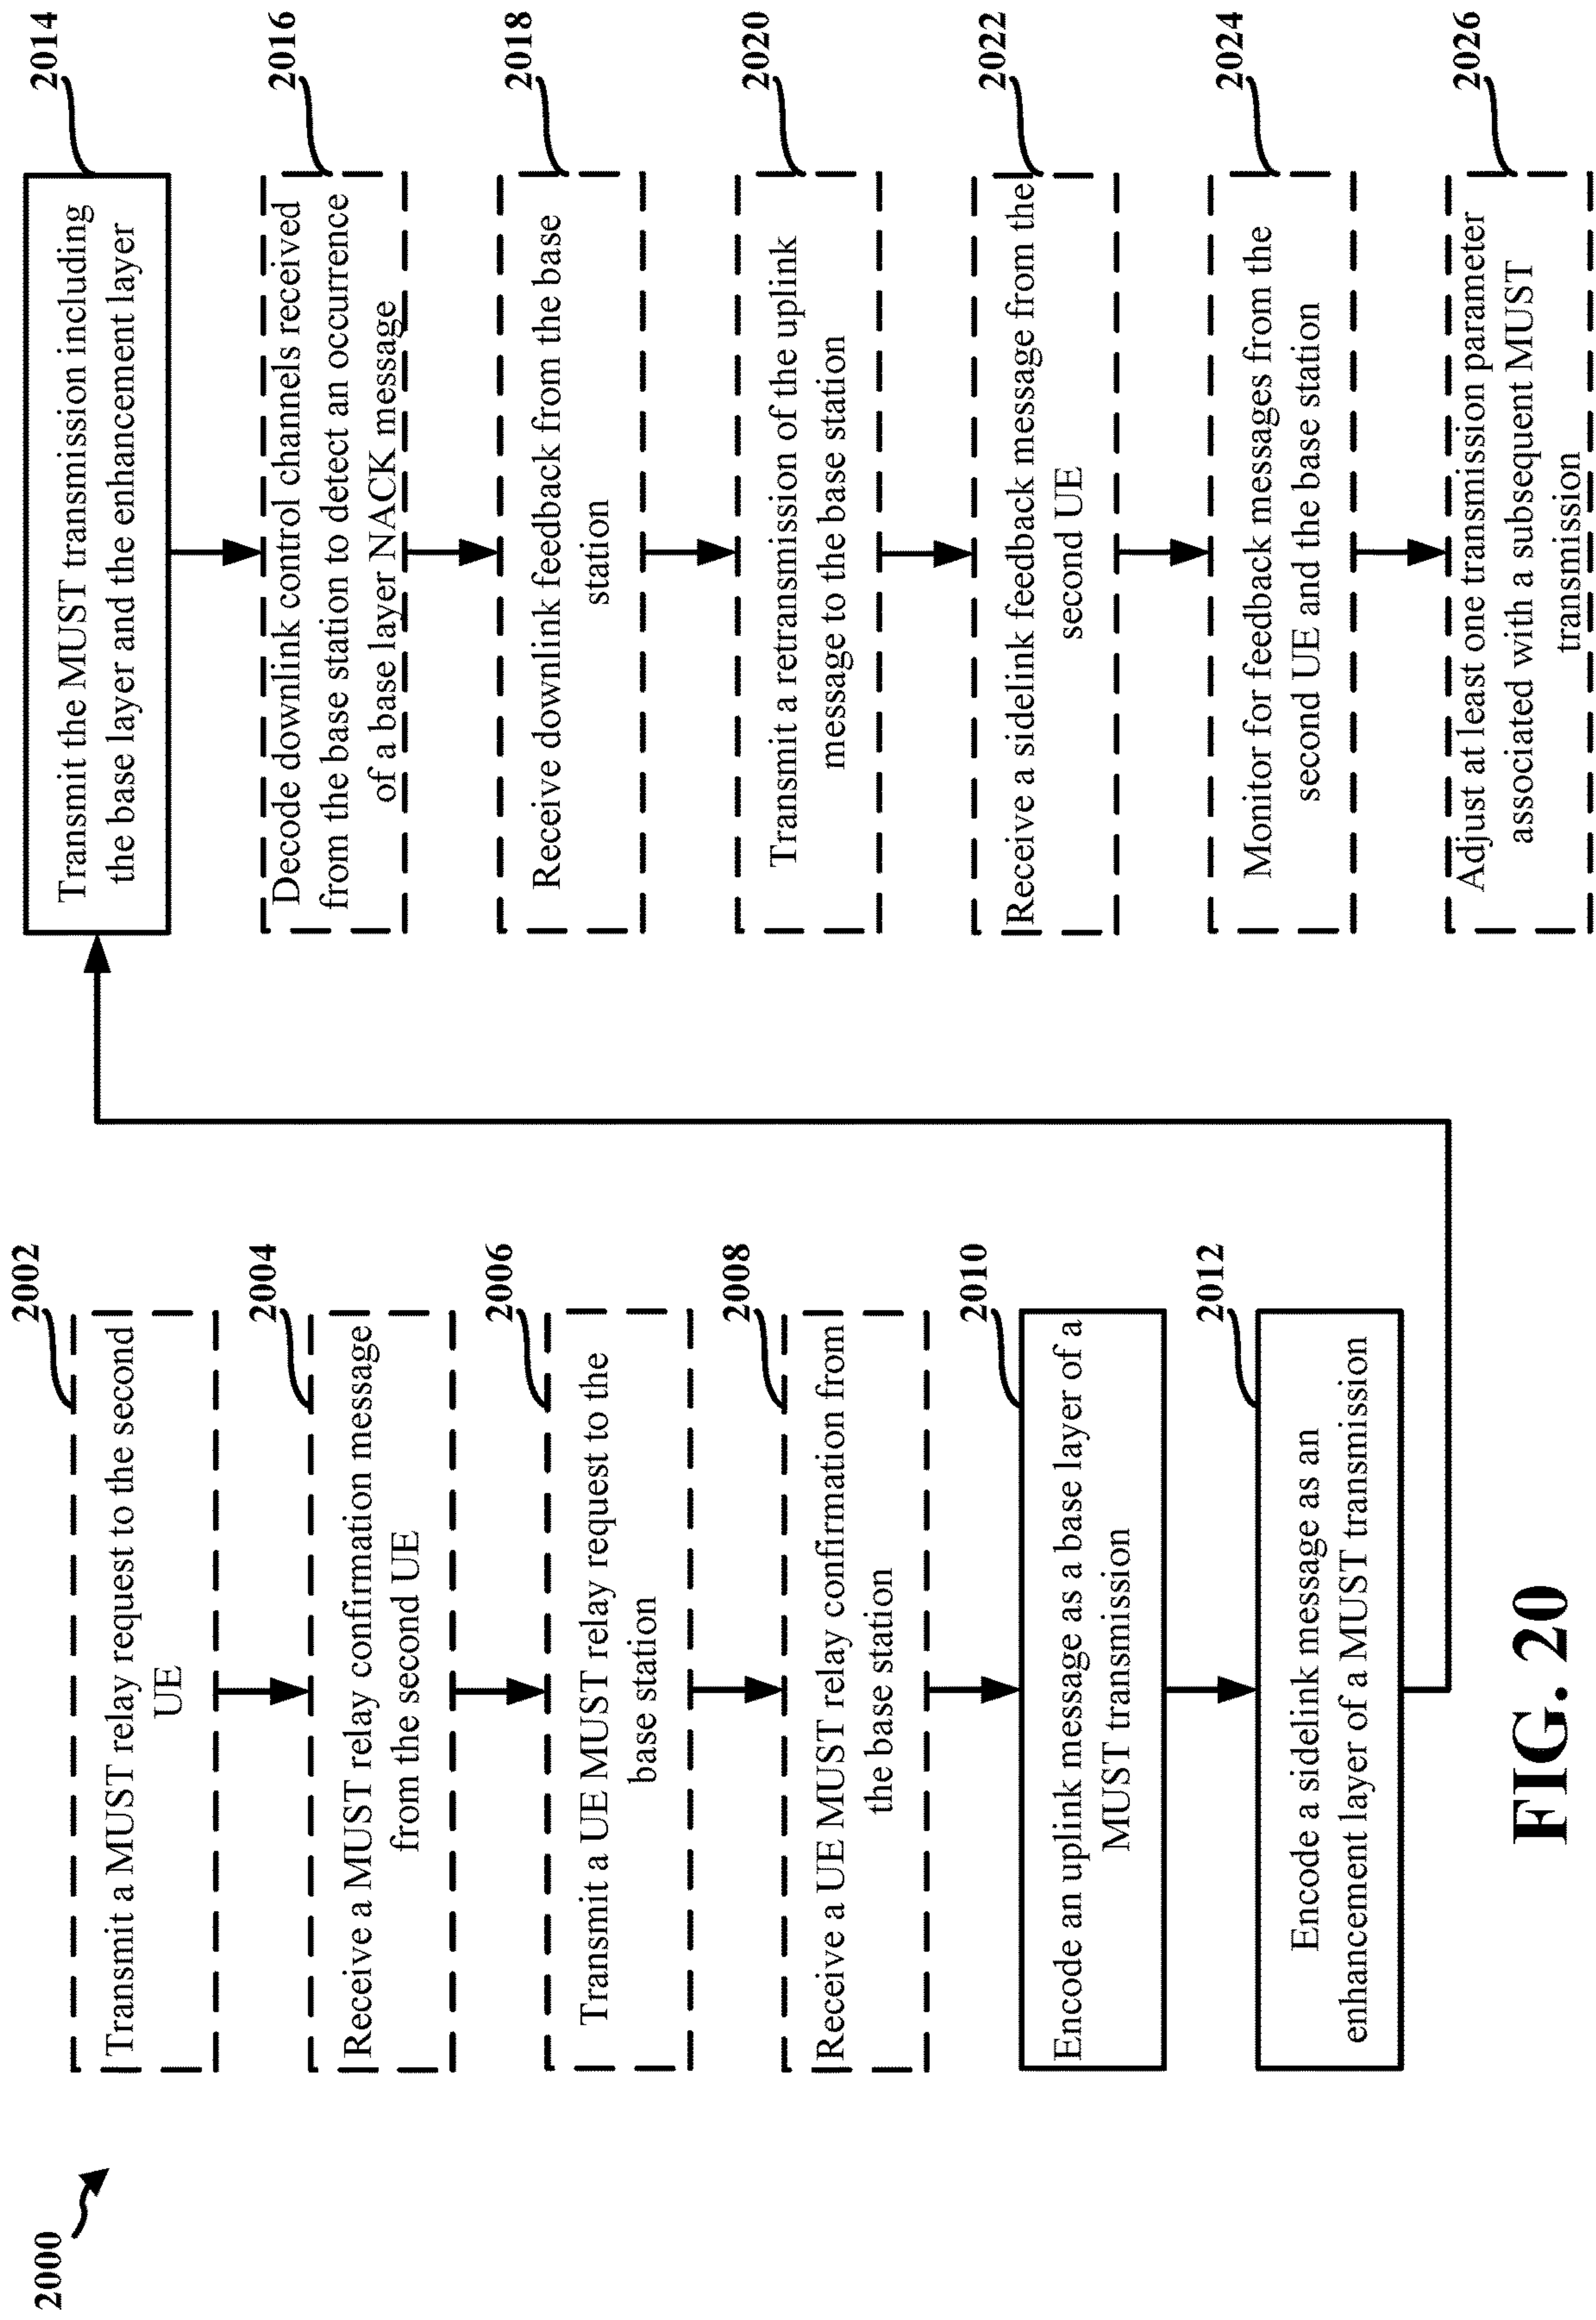 2000
2002
Transmit a MUST relay request to the second
UE
2004
Receive a MUST relay confirmation message
from the second UE
2006
Transmit a UE MUST relay request to the
base station
2008
Receive a UE MUST relay confirmation from
the base station
2010
Encode an uplink message as a base layer of a
MUST transmission
2012
Encode a sidelink message as an
enhancement layer of a MUST transmission
2014
Transmit the MUST transmission including
the base layer and the enhancement layer
2016
Decode downlink control channels received
from the base station to detect an occurrence
of a base layer NACK message
2018
Receive downlink feedback from the base
station
2020
Transmit a retransmission of the uplink
message to the base station
2022
Receive a sidelink feedback message from the
second UE
2024
Monitor for feedback messages from the
second UE and the base station
2026
Adjust at least one transmission parameter
associated with a subsequent MUST
transmission
FIG. 20